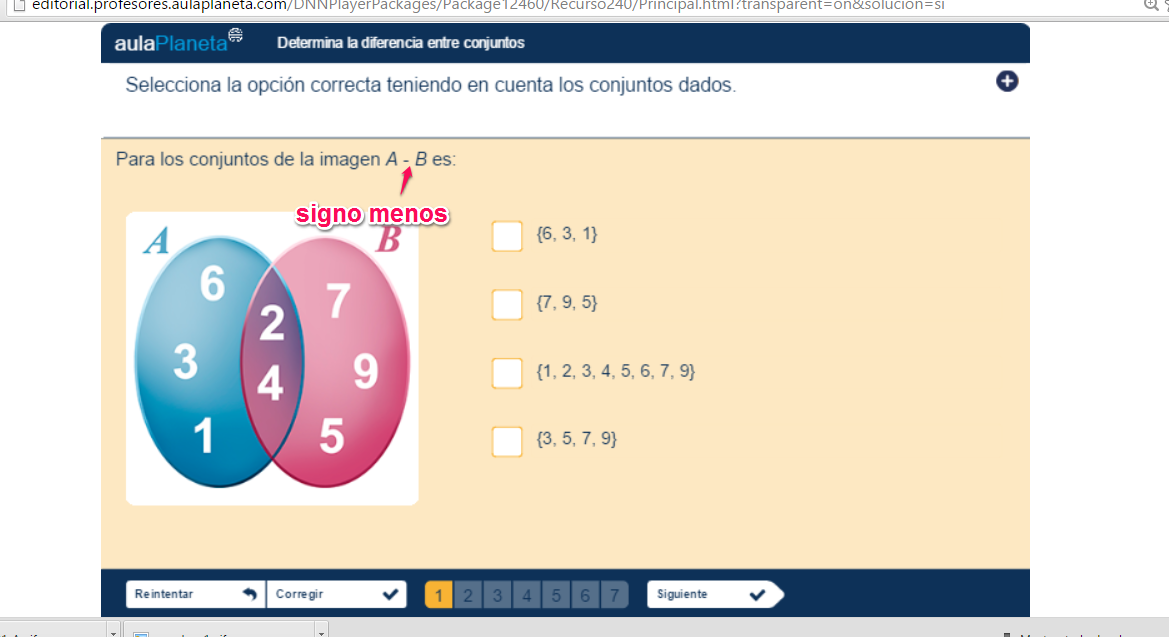 editorial.profesores.aulaplaneta.com/DNNPlayerPackages/Package12460/Recurso240/Principal.html?transparent=on&solucion=si
aulaPlaneta Determina la diferencia entre conjuntos
Selecciona la opción correcta teniendo en cuenta los conjuntos dados.
Para los conjuntos de la imagen A - B es:
signo menos
A B
6
2
7
3
4
9
1
5
{6, 3, 1}
{7, 9, 5}
{1, 2, 3, 4, 5, 6, 7, 9}
{3, 5, 7, 9}
Reintentar Corregir 1 2 3 4 5 6 7 Siguiente